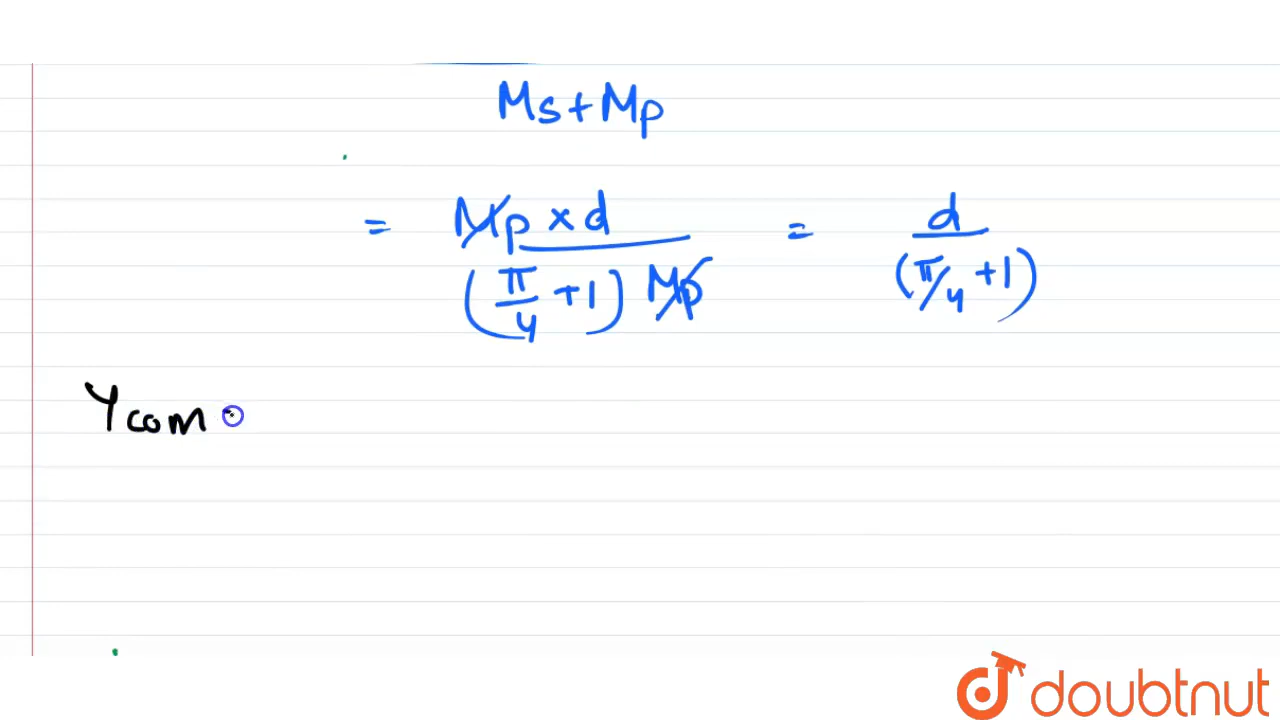 Ms+Mp
= Mp x d / (π/4 +1) Mp = d / (π/4 +1)
Ycom
doubtnut